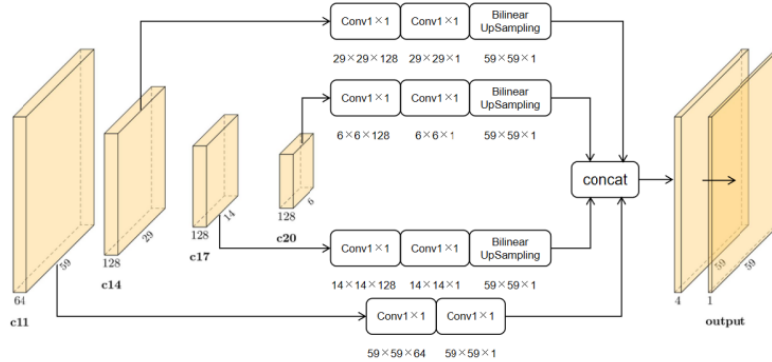 Conv1×1 Conv1×1 Bilinear UpSampling
29×29×128 29×29×1 59×59×1
Conv1×1 Conv1×1 Bilinear UpSampling
6×6×128 6×6×1 59×59×1
concat
Conv1×1 Conv1×1 Bilinear UpSampling
14×14×128 14×14×1 59×59×1
Conv1×1 Conv1×1
59×59×64 59×59×1
64 59
c11
128 29
c14
128 14
c17
128 6
c20
4 59
1 59
output